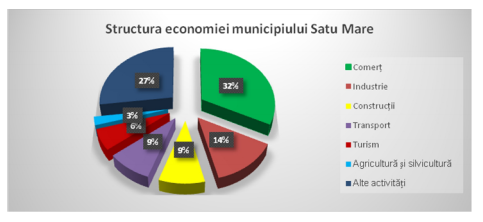 Structura economiei municipiului Satu Mare
27%
32%
3%
6%
9%
9%
14%
Comerț
Industrie
Construcții
Transport
Turism
Agricultură și silvicultură
Alte activități